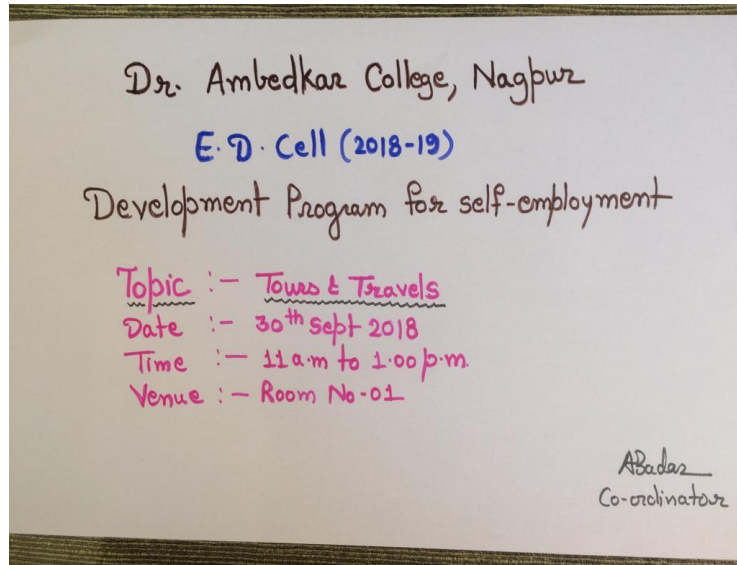 Dr. Ambedkar College, Nagpur
E.D. Cell (2018-19)
Development Program for self-employment
Topic :- Tours & Travels
Date :- 30th Sept 2018
Time :- 11 a.m to 1.00 p.m.
Venue :- Room No-01
ABadar
Co-ordinator